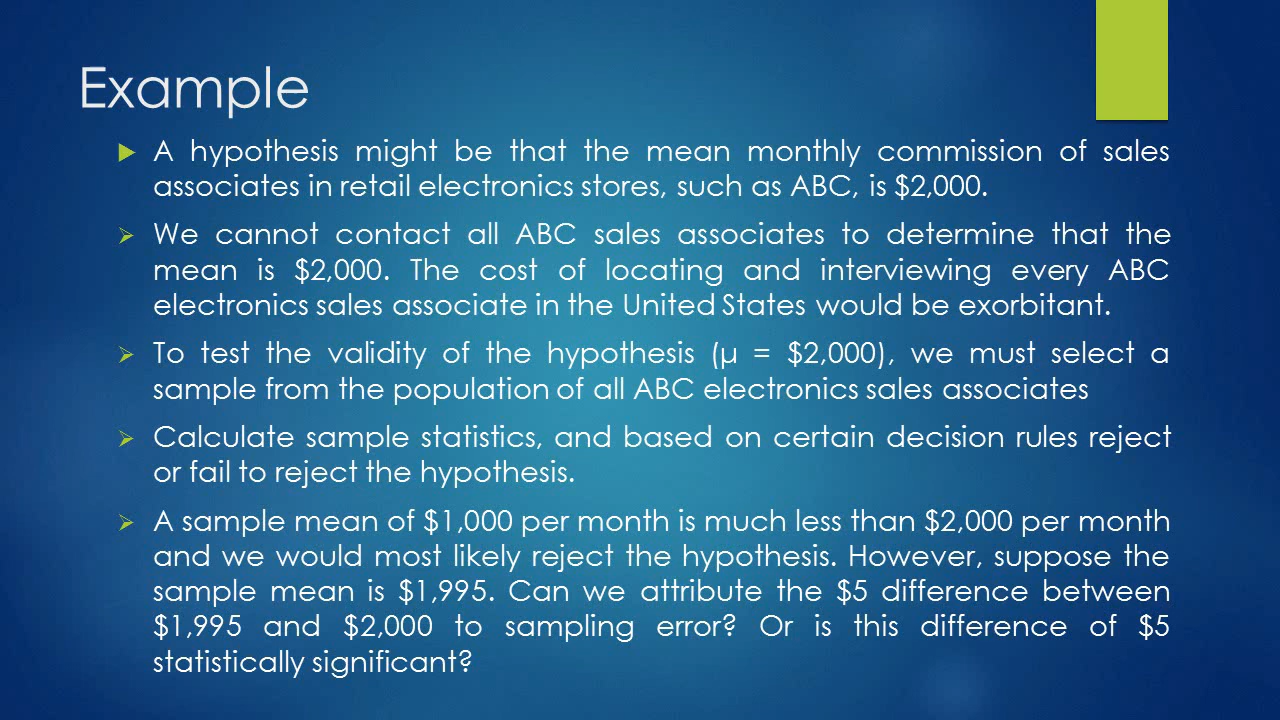 Example
A hypothesis might be that the mean monthly commission of sales
associates in retail electronics stores, such as ABC, is $2,000.
We cannot contact all ABC sales associates to determine that the
mean is $2,000. The cost of locating and interviewing every ABC
electronics sales associate in the United States would be exorbitant.
To test the validity of the hypothesis (µ = $2,000), we must select a
sample from the population of all ABC electronics sales associates
Calculate sample statistics, and based on certain decision rules reject
or fail to reject the hypothesis.
A sample mean of $1,000 per month is much less than $2,000 per month
and we would most likely reject the hypothesis. However, suppose the
sample mean is $1,995. Can we attribute the $5 difference between
$1,995 and $2,000 to sampling error? Or is this difference of $5
statistically significant?